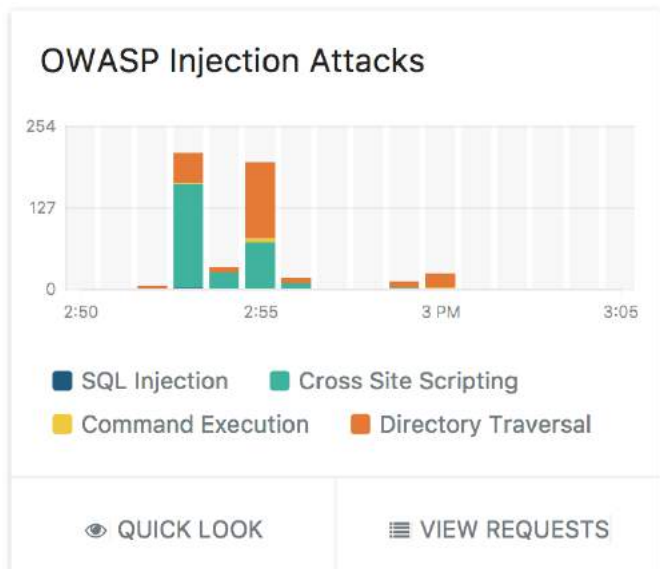 OWASP Injection Attacks
254
127
0
2:50 2:55 3 PM 3:05
SQL Injection Cross Site Scripting
Command Execution Directory Traversal
QUICK LOOK VIEW REQUESTS